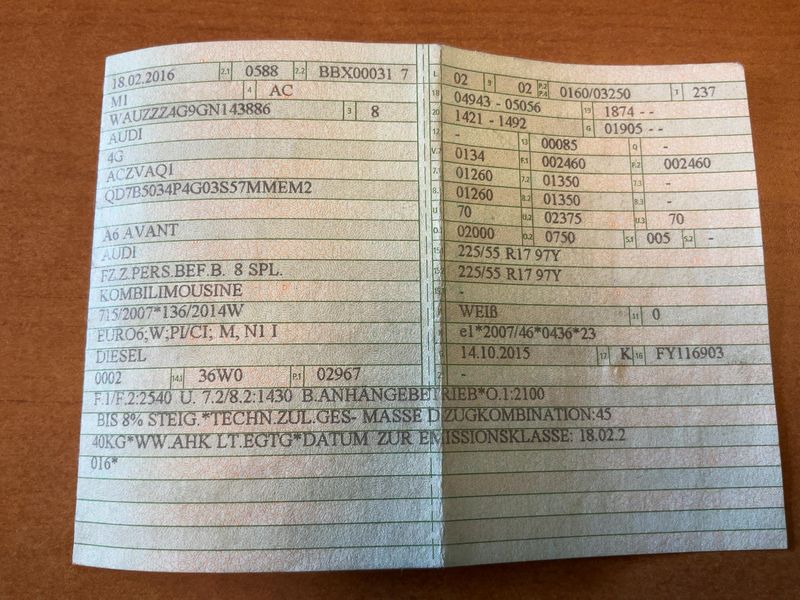 18.02.2016 2.1 0588 2.2 BBX00031 7
M1 4 AC
WAUZZZ4G9GN143886 3 8
AUDI
4G
ACZVAQ1
QD7B5034P4G03S57MMEM2
A6 AVANT
AUDI
FZ.Z.PERS.BEF.B. 8 SPL.
KOMBILIMOUSINE
715/2007*136/2014W
EURO6;W;PI/CI; M, N1 I
DIESEL
0002 14.1 36W0 P.1 02967
L 02 9 02 P.2 P.4 0160/03250 T 237
18 04943 - 05056 19 1874 - -
20 1421 - 1492 G 01905 - -
12 - 13 00085 Q -
V.7 0134 F.1 002460 F.2 002460
7.1 01260 7.2 01350 7.3 -
8.1 01260 8.2 01350 8.3 -
U.1 70 U.2 02375 U.3 70
O.1 02000 O.2 0750 S.1 005 S.2 -
15.1 225/55 R17 97Y
15.2 225/55 R17 97Y
15.3 -
R WEIß 11 0
K e1*2007/46*0436*23
6 14.10.2015 17 K 16 FY116903
21 -
F.1/F.2:2540 U. 7.2/8.2:1430 B.ANHÄNGEBETRIEB*O.1:2100
BIS 8% STEIG.*TECHN.ZUL.GES- MASSE D.ZUGKOMBINATION:45
40KG*WW.AHK LT.EGTG*DATUM ZUR EMISSIONSKLASSE: 18.02.2
016*